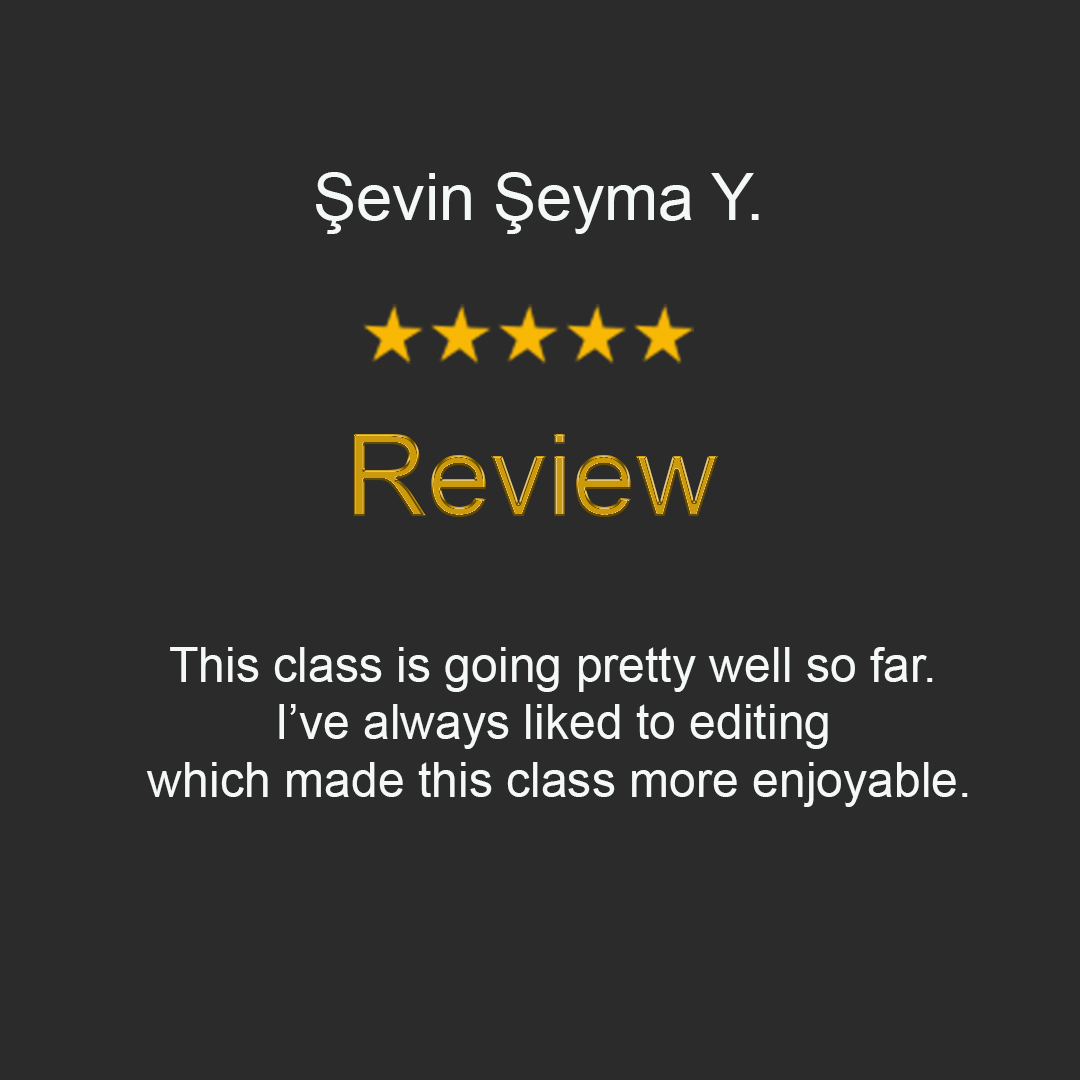 Şevin Şeyma Y.
Review
This class is going pretty well so far.
I’ve always liked to editing
which made this class more enjoyable.